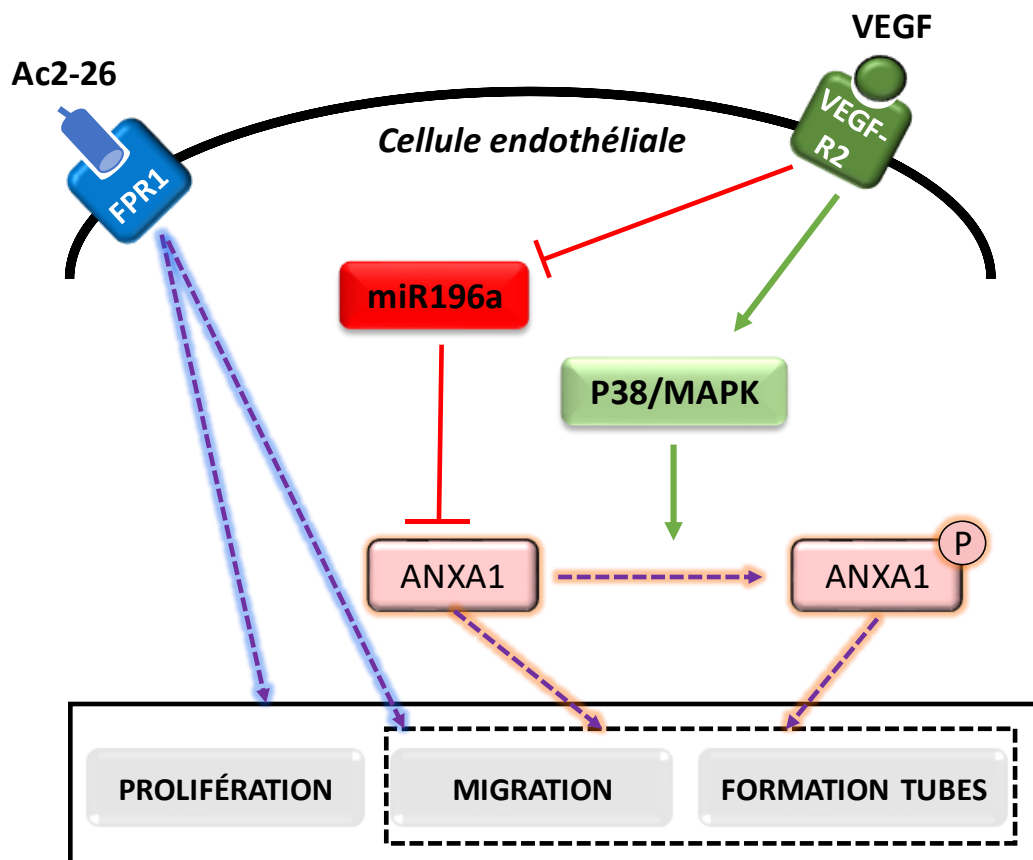 VEGF
Ac2-26
VEGF-
R2
Cellule endothéliale
FPR1
miR196a
P38/MAPK
P
ANXA1
ANXA1
PROLIFÉRATION
MIGRATION
FORMATION TUBES